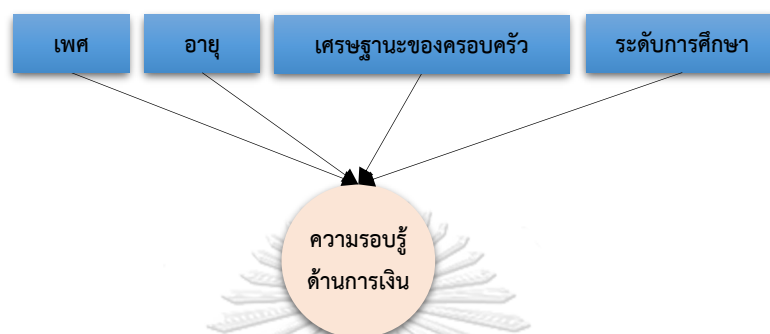 เพศ
อายุ
เศรษฐานะของครอบครัว
ระดับการศึกษา
ความรอบรู้
ด้านการเงิน